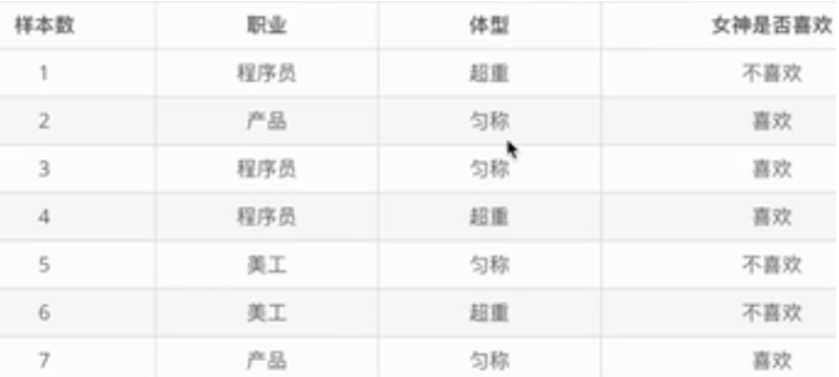 样本数 职业 体型 女神是否喜欢
1 程序员 超重 不喜欢
2 产品 匀称 喜欢
3 程序员 匀称 喜欢
4 程序员 超重 喜欢
5 美工 匀称 不喜欢
6 美工 超重 不喜欢
7 产品 匀称 喜欢